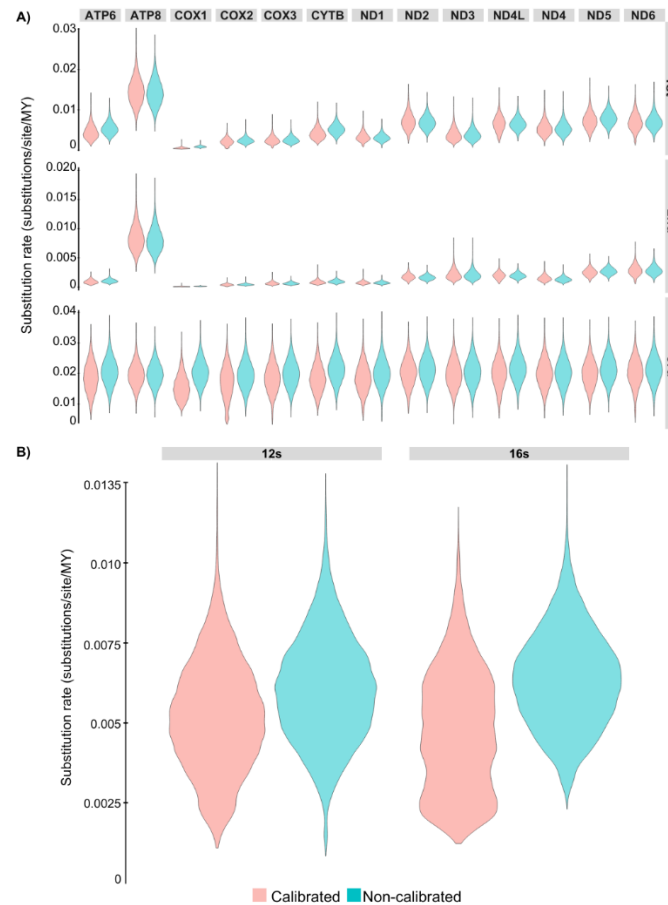 A)
ATP6 ATP8 COX1 COX2 COX3 CYTB ND1 ND2 ND3 ND4L ND4 ND5 ND6
Substitution rate (substitutions/site/MY)
0.03
0.02
0.01
0
0.020
0.015
0.010
0.005
0
0.04
0.03
0.02
0.01
0
B)
12s 16s
Substitution rate (substitutions/site/MY)
0.0135
0.010
0.0075
0.005
0.0025
0
Calibrated Non-calibrated